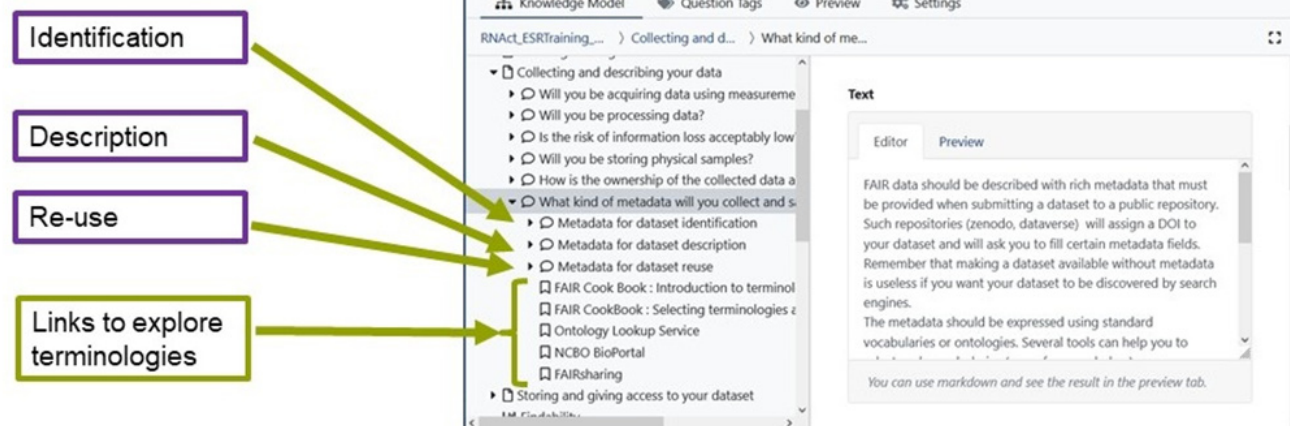 Identification
Description
Re-use
Links to explore
terminologies
Knowledge Model Question Tags Preview Settings
RNAct_ESRTraining_... Collecting and d... What kind of me...
Collecting and describing your data
Will you be acquiring data using measureme
Will you be processing data?
Is the risk of information loss acceptably low
Will you be storing physical samples?
How is the ownership of the collected data a
What kind of metadata will you collect and s
Metadata for dataset identification
Metadata for dataset description
Metadata for dataset reuse
FAIR Cook Book : Introduction to terminol
FAIR CookBook : Selecting terminologies a
Ontology Lookup Service
NCBO BioPortal
FAIRsharing
Storing and giving access to your dataset
Findability
Text
Editor Preview
FAIR data should be described with rich metadata that must
be provided when submitting a dataset to a public repository.
Such repositories (zenodo, dataverse) will assign a DOI to
your dataset and will ask you to fill certain metadata fields.
Remember that making a dataset available without metadata
is useless if you want your dataset to be discovered by search
engines.
The metadata should be expressed using standard
vocabularies or ontologies. Several tools can help you to
You can use markdown and see the result in the preview tab.